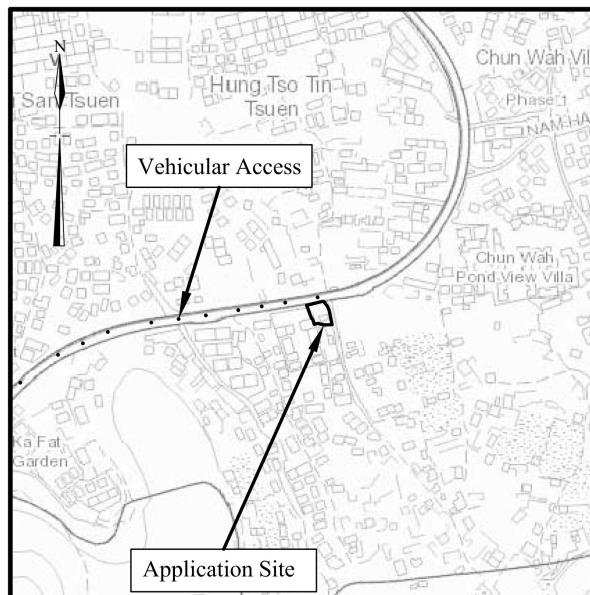 N
Chun Wah Vil
San Tsuen
Hung Tso Tin
Tsuen
Phase 1
NAM-HA
Vehicular Access
Chun Wah
Pond View Villa
Ka Fat
Garden
Application Site